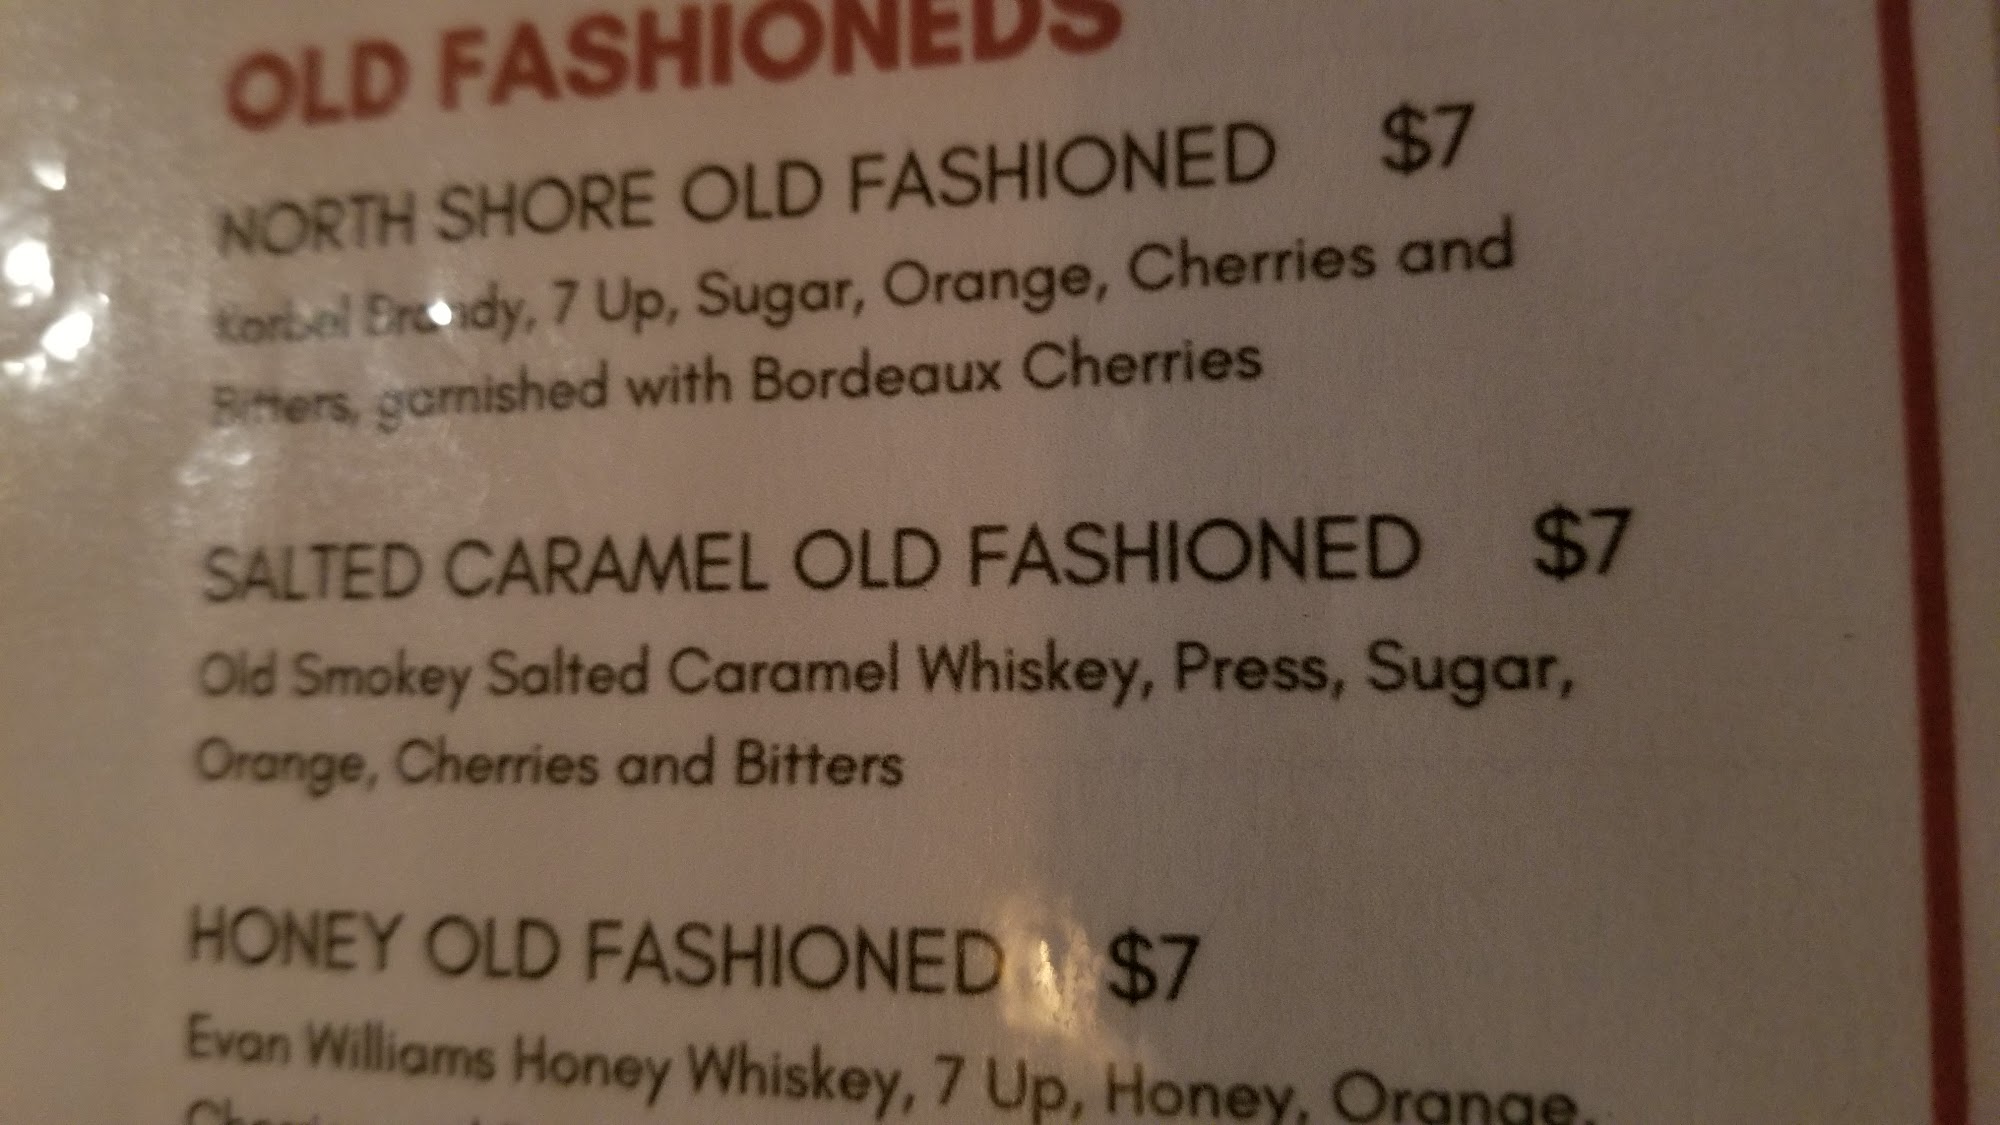 OLD FASHIONEDS
NORTH SHORE OLD FASHIONED $7
Korbel Brandy, 7 Up, Sugar, Orange, Cherries and
Bitters, garnished with Bordeaux Cherries
SALTED CARAMEL OLD FASHIONED $7
Old Smokey Salted Caramel Whiskey, Press, Sugar,
Orange, Cherries and Bitters
HONEY OLD FASHIONED $7
Evan Williams Honey Whiskey, 7 Up, Honey, Orange,